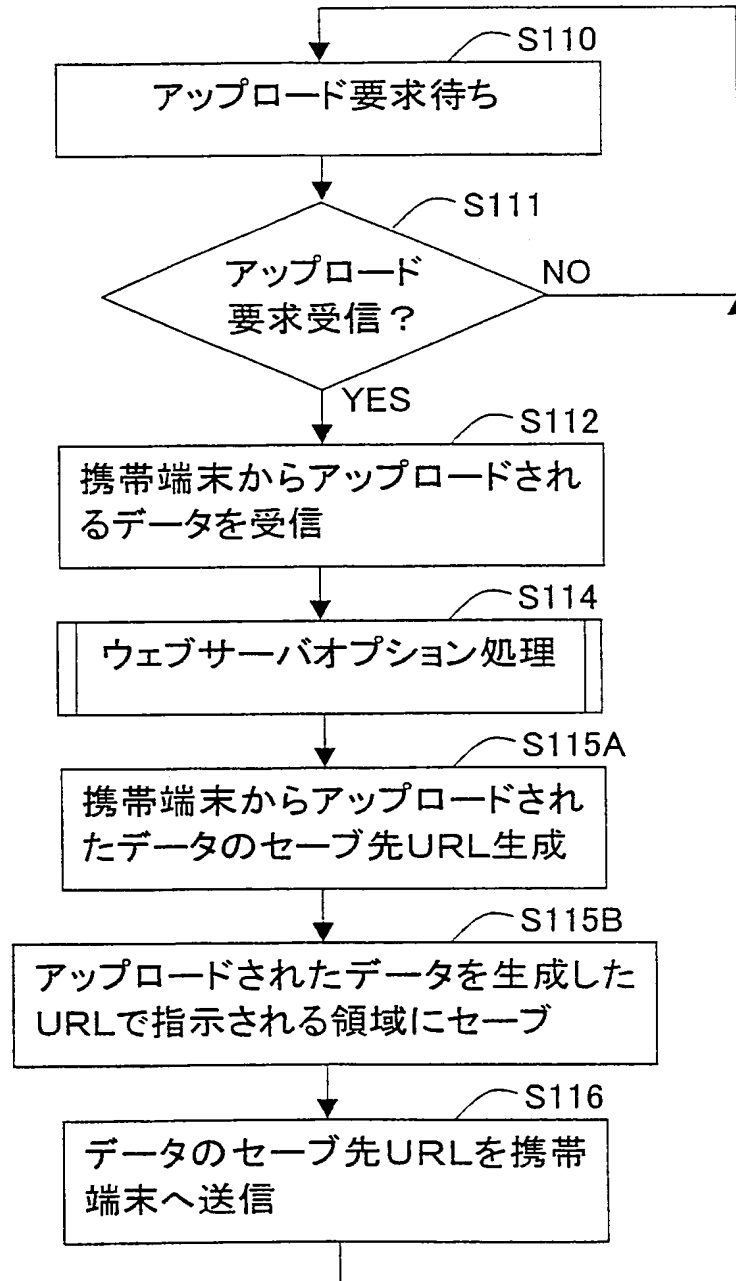 S110
アップロード要求待ち
S111
アップロード
要求受信？
NO
YES
S112
携帯端末からアップロードされ
るデータを受信
S114
ウェブサーバオプション処理
S115A
携帯端末からアップロードされ
たデータのセーブ先URL生成
S115B
アップロードされたデータを生成した
URLで指示される領域にセーブ
S116
データのセーブ先URLを携帯
端末へ送信